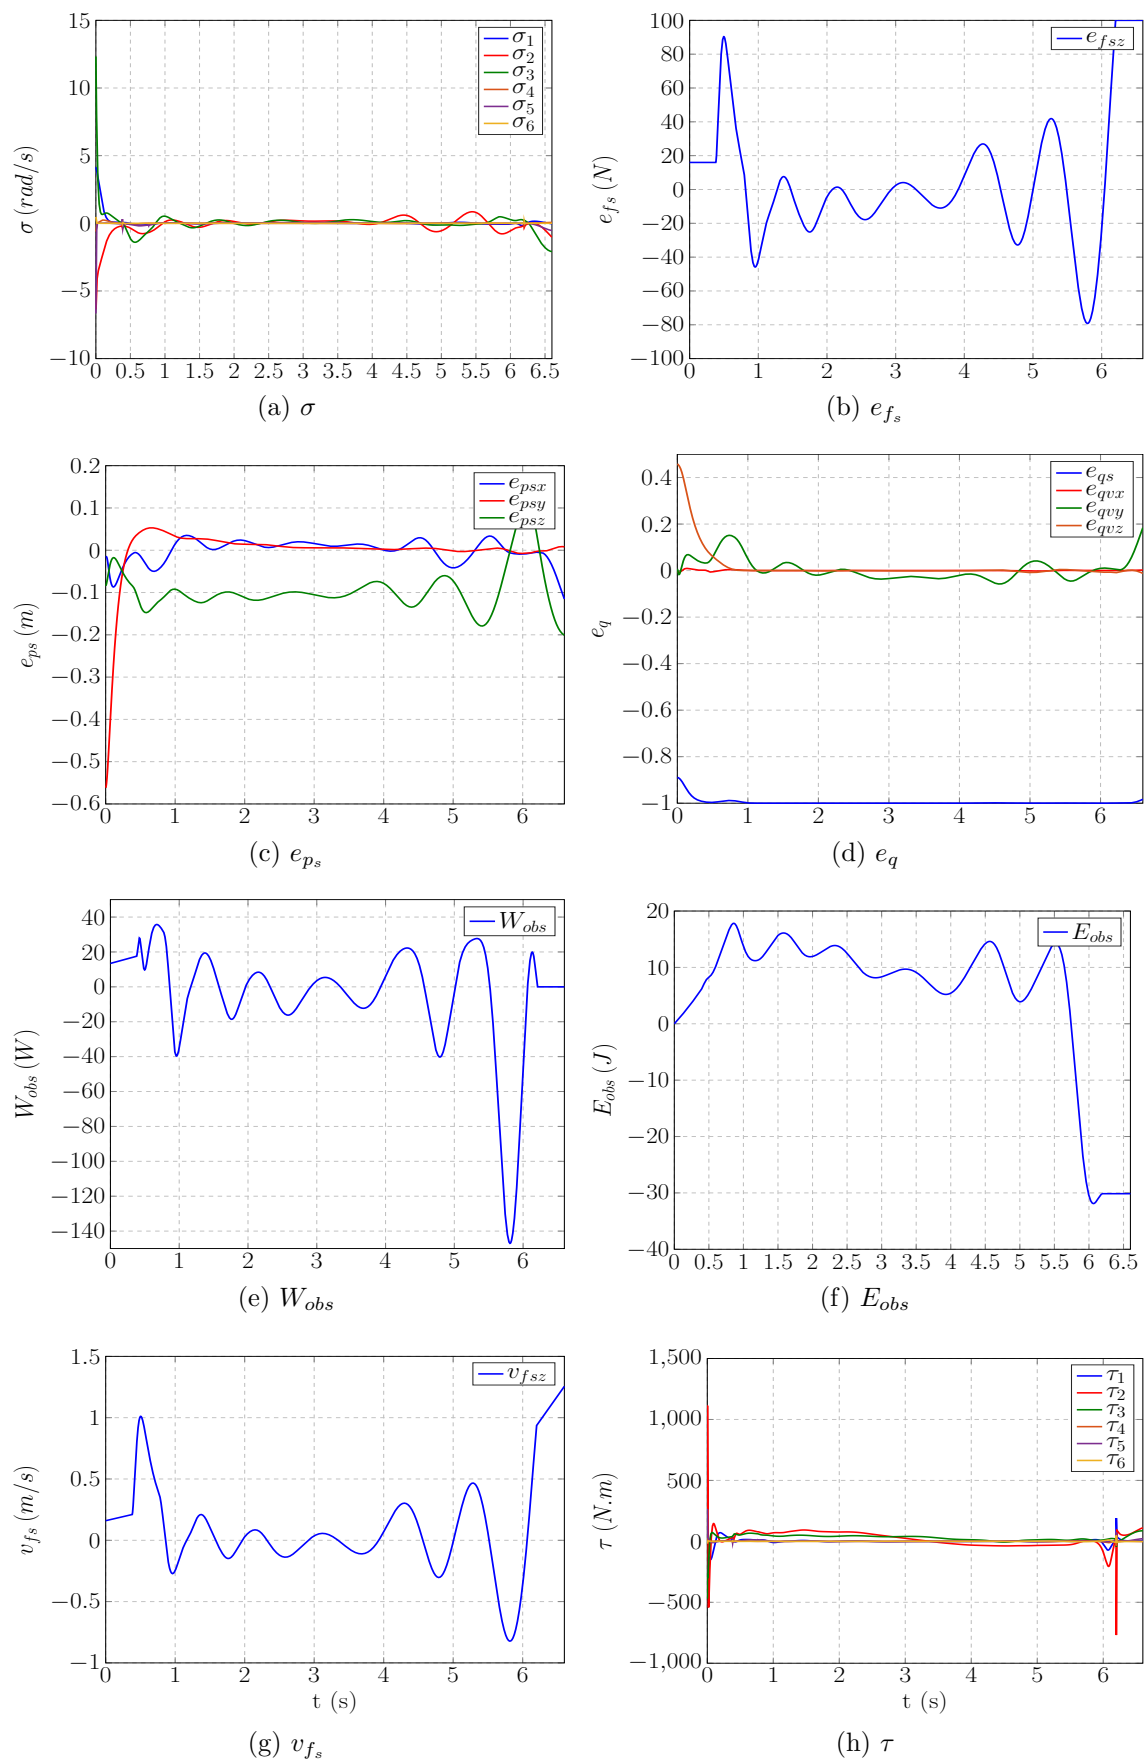 15
10
5
0
−5
−10
0 0.5 1 1.5 2 2.5 3 3.5 4 4.5 5 5.5 6 6.5
σ (rad/s)
σ1
σ2
σ3
σ4
σ5
σ6
(a) σ
100
80
60
40
20
0
−20
−40
−60
−80
−100
0 1 2 3 4 5 6
e_fs (N)
e_fsz
(b) e_fs
0.2
0.1
0
−0.1
−0.2
−0.3
−0.4
−0.5
−0.6
0 1 2 3 4 5 6
e_ps (m)
e_psx
e_psy
e_psz
(c) e_ps
0.4
0.2
0
−0.2
−0.4
−0.6
−0.8
−1
0 1 2 3 4 5 6
e_q
e_qs
e_qvx
e_qvy
e_qvz
(d) e_q
40
20
0
−20
−40
−60
−80
−100
−120
−140
0 1 2 3 4 5 6
W_obs (W)
W_obs
(e) W_obs
20
10
0
−10
−20
−30
−40
0 0.5 1 1.5 2 2.5 3 3.5 4 4.5 5 5.5 6 6.5
E_obs (J)
E_obs
(f) E_obs
1.5
1
0.5
0
−0.5
−1
0 1 2 3 4 5 6
v_fs (m/s)
v_fsz
t (s)
(g) v_fs
1,500
1,000
500
0
−500
−1,000
0 1 2 3 4 5 6
τ (N.m)
τ1
τ2
τ3
τ4
τ5
τ6
t (s)
(h) τ